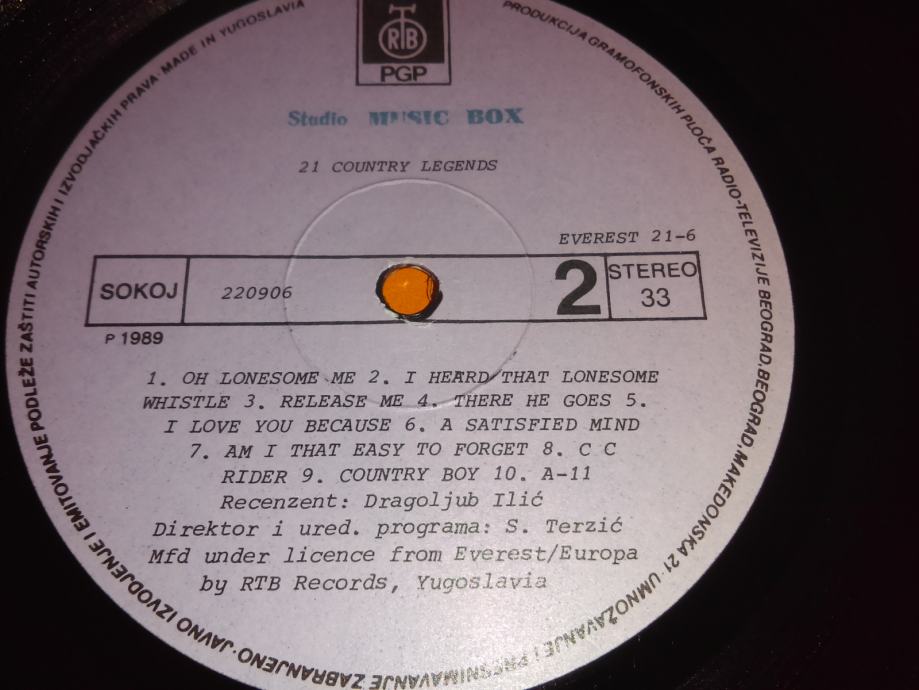 RTB
PGP
Studio MUSIC BOX
21 COUNTRY LEGENDS
EVEREST 21-6
SOKOJ
220906
2
STEREO
33
P 1989
1. OH LONESOME ME 2. I HEARD THAT LONESOME
WHISTLE 3. RELEASE ME 4. THERE HE GOES 5.
I LOVE YOU BECAUSE 6. A SATISFIED MIND
7. AM I THAT EASY TO FORGET 8. C C
RIDER 9. COUNTRY BOY 10. A-11
Recenzent: Dragoljub Ilić
Direktor i ured. programa: S. Terzić
Mfd under licence from Everest/Europa
by RTB Records, Yugoslavia
PRODUKCIJA GRAMOFONSKIH PLOČA RADIO-TELEVIZIJE BEOGRAD, BEOGRAD, MAKEDONSKA 21 · UMNOŽAVANJE I PRESNIMAVANJE ZABRANJENO · JAVNO IZVODJENJE I EMITOVANJE PODLEŽE ZAŠTITI AUTORSKIH I IZVODJAČKIH PRAVA MADE IN YUGOSLAVIA